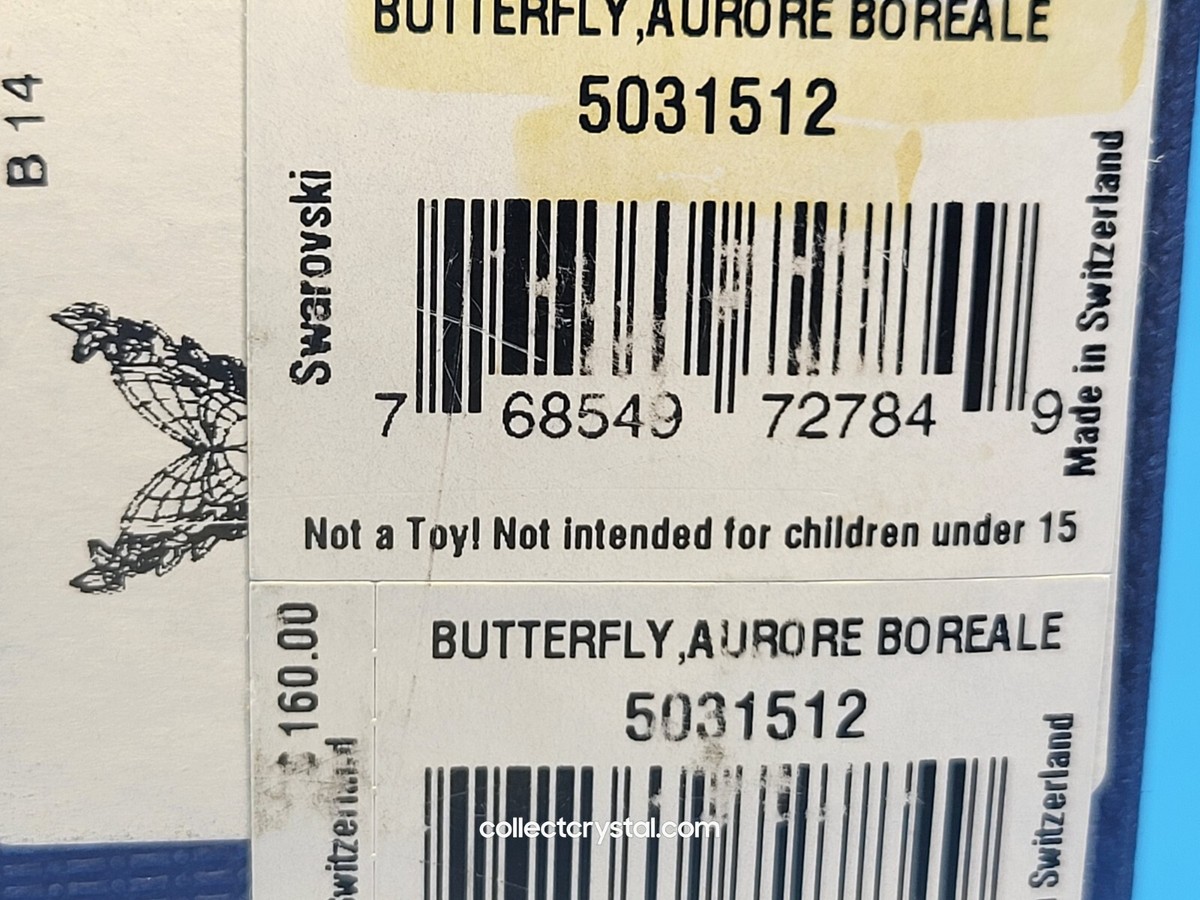 B 14
BUTTERFLY,AURORE BOREALE
5031512
Swarovski
Made in Switzerland
7 68549 72784 9
Not a Toy! Not intended for children under 15
160.00
BUTTERFLY,AURORE BOREALE
5031512
Switzerland
collectcrystal.com